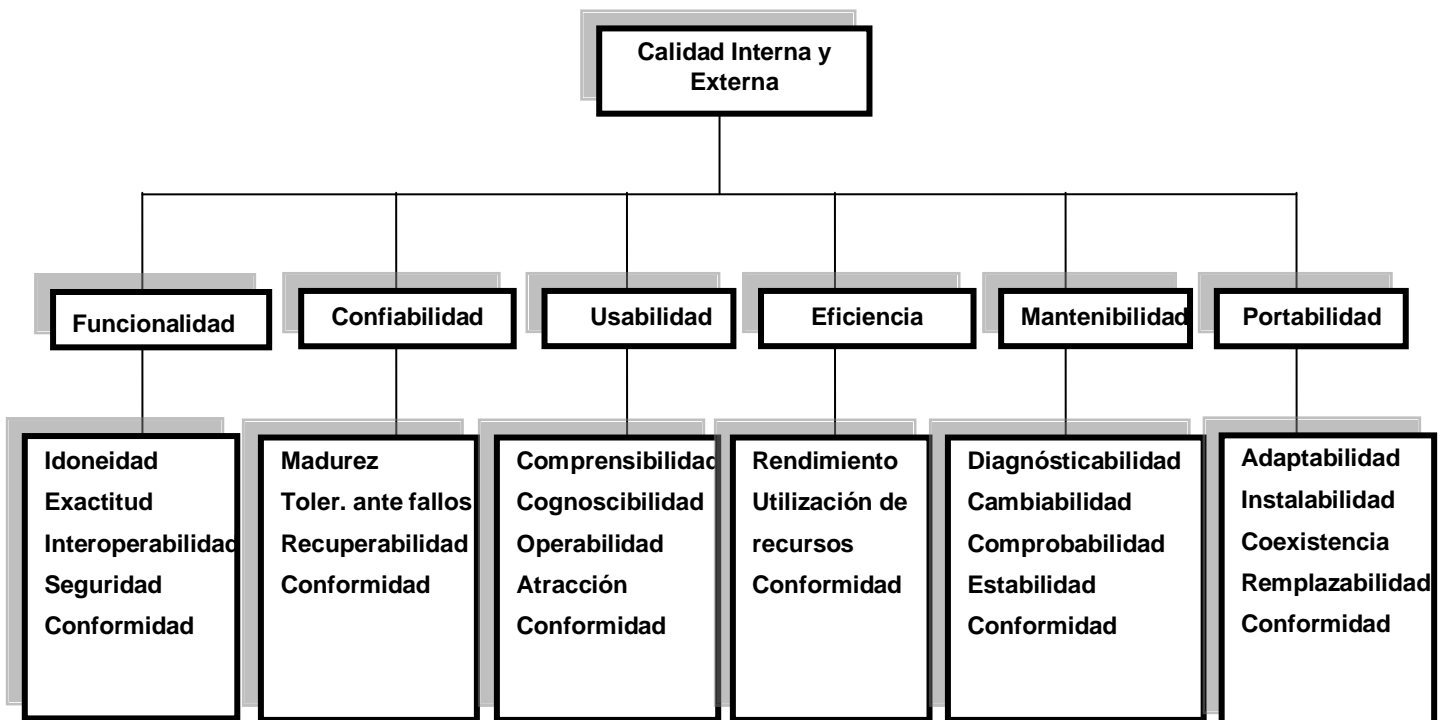 Calidad Interna y
Externa
Funcionalidad
Confiabilidad
Usabilidad
Eficiencia
Mantenibilidad
Portabilidad
Idoneidad
Exactitud
Interoperabilidad
Seguridad
Conformidad
Madurez
Toler. ante fallos
Recuperabilidad
Conformidad
Comprensibilidad
Cognoscibilidad
Operabilidad
Atracción
Conformidad
Rendimiento
Utilización de
recursos
Conformidad
Diagnósticabilidad
Cambiabilidad
Comprobabilidad
Estabilidad
Conformidad
Adaptabilidad
Instalabilidad
Coexistencia
Remplazabilidad
Conformidad